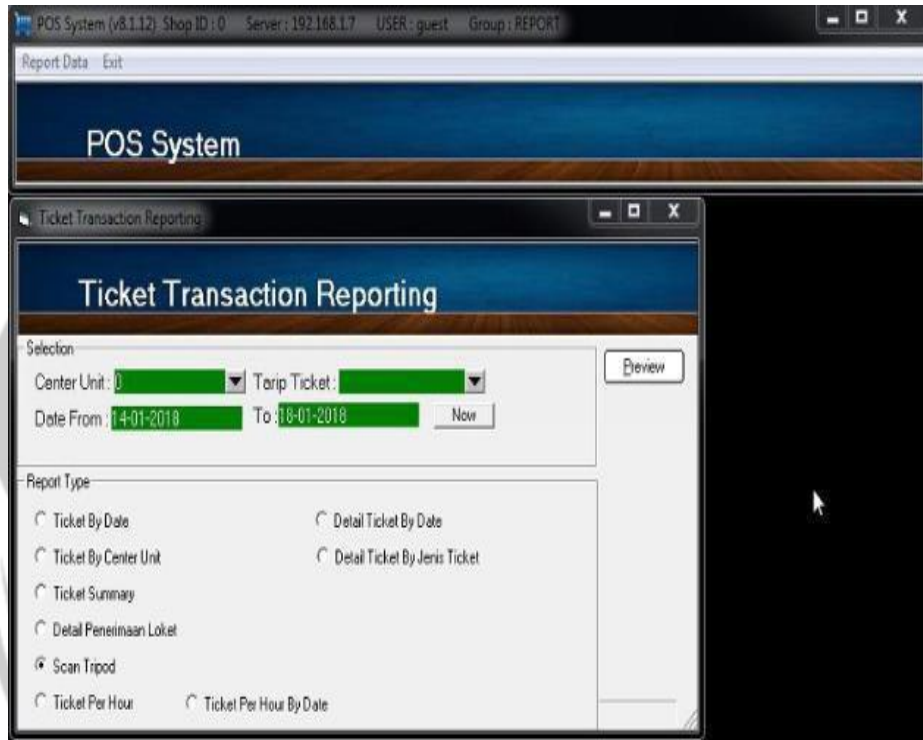 POS System (v8.1.12) Shop ID : 0 Server : 192.168.1.7 USER : guest Group : REPORT
Report Data Exit
POS System
Ticket Transaction Reporting
Ticket Transaction Reporting
Selection
Center Unit : 0 Tarip Ticket :
Preview
Date From : 14-01-2018 To : 18-01-2018 Now
Report Type
Ticket By Date Detail Ticket By Date
Ticket By Center Unit Detail Ticket By Jenis Ticket
Ticket Summary
Detail Penerimaan Loket
Scan Tripod
Ticket Per Hour Ticket Per Hour By Date